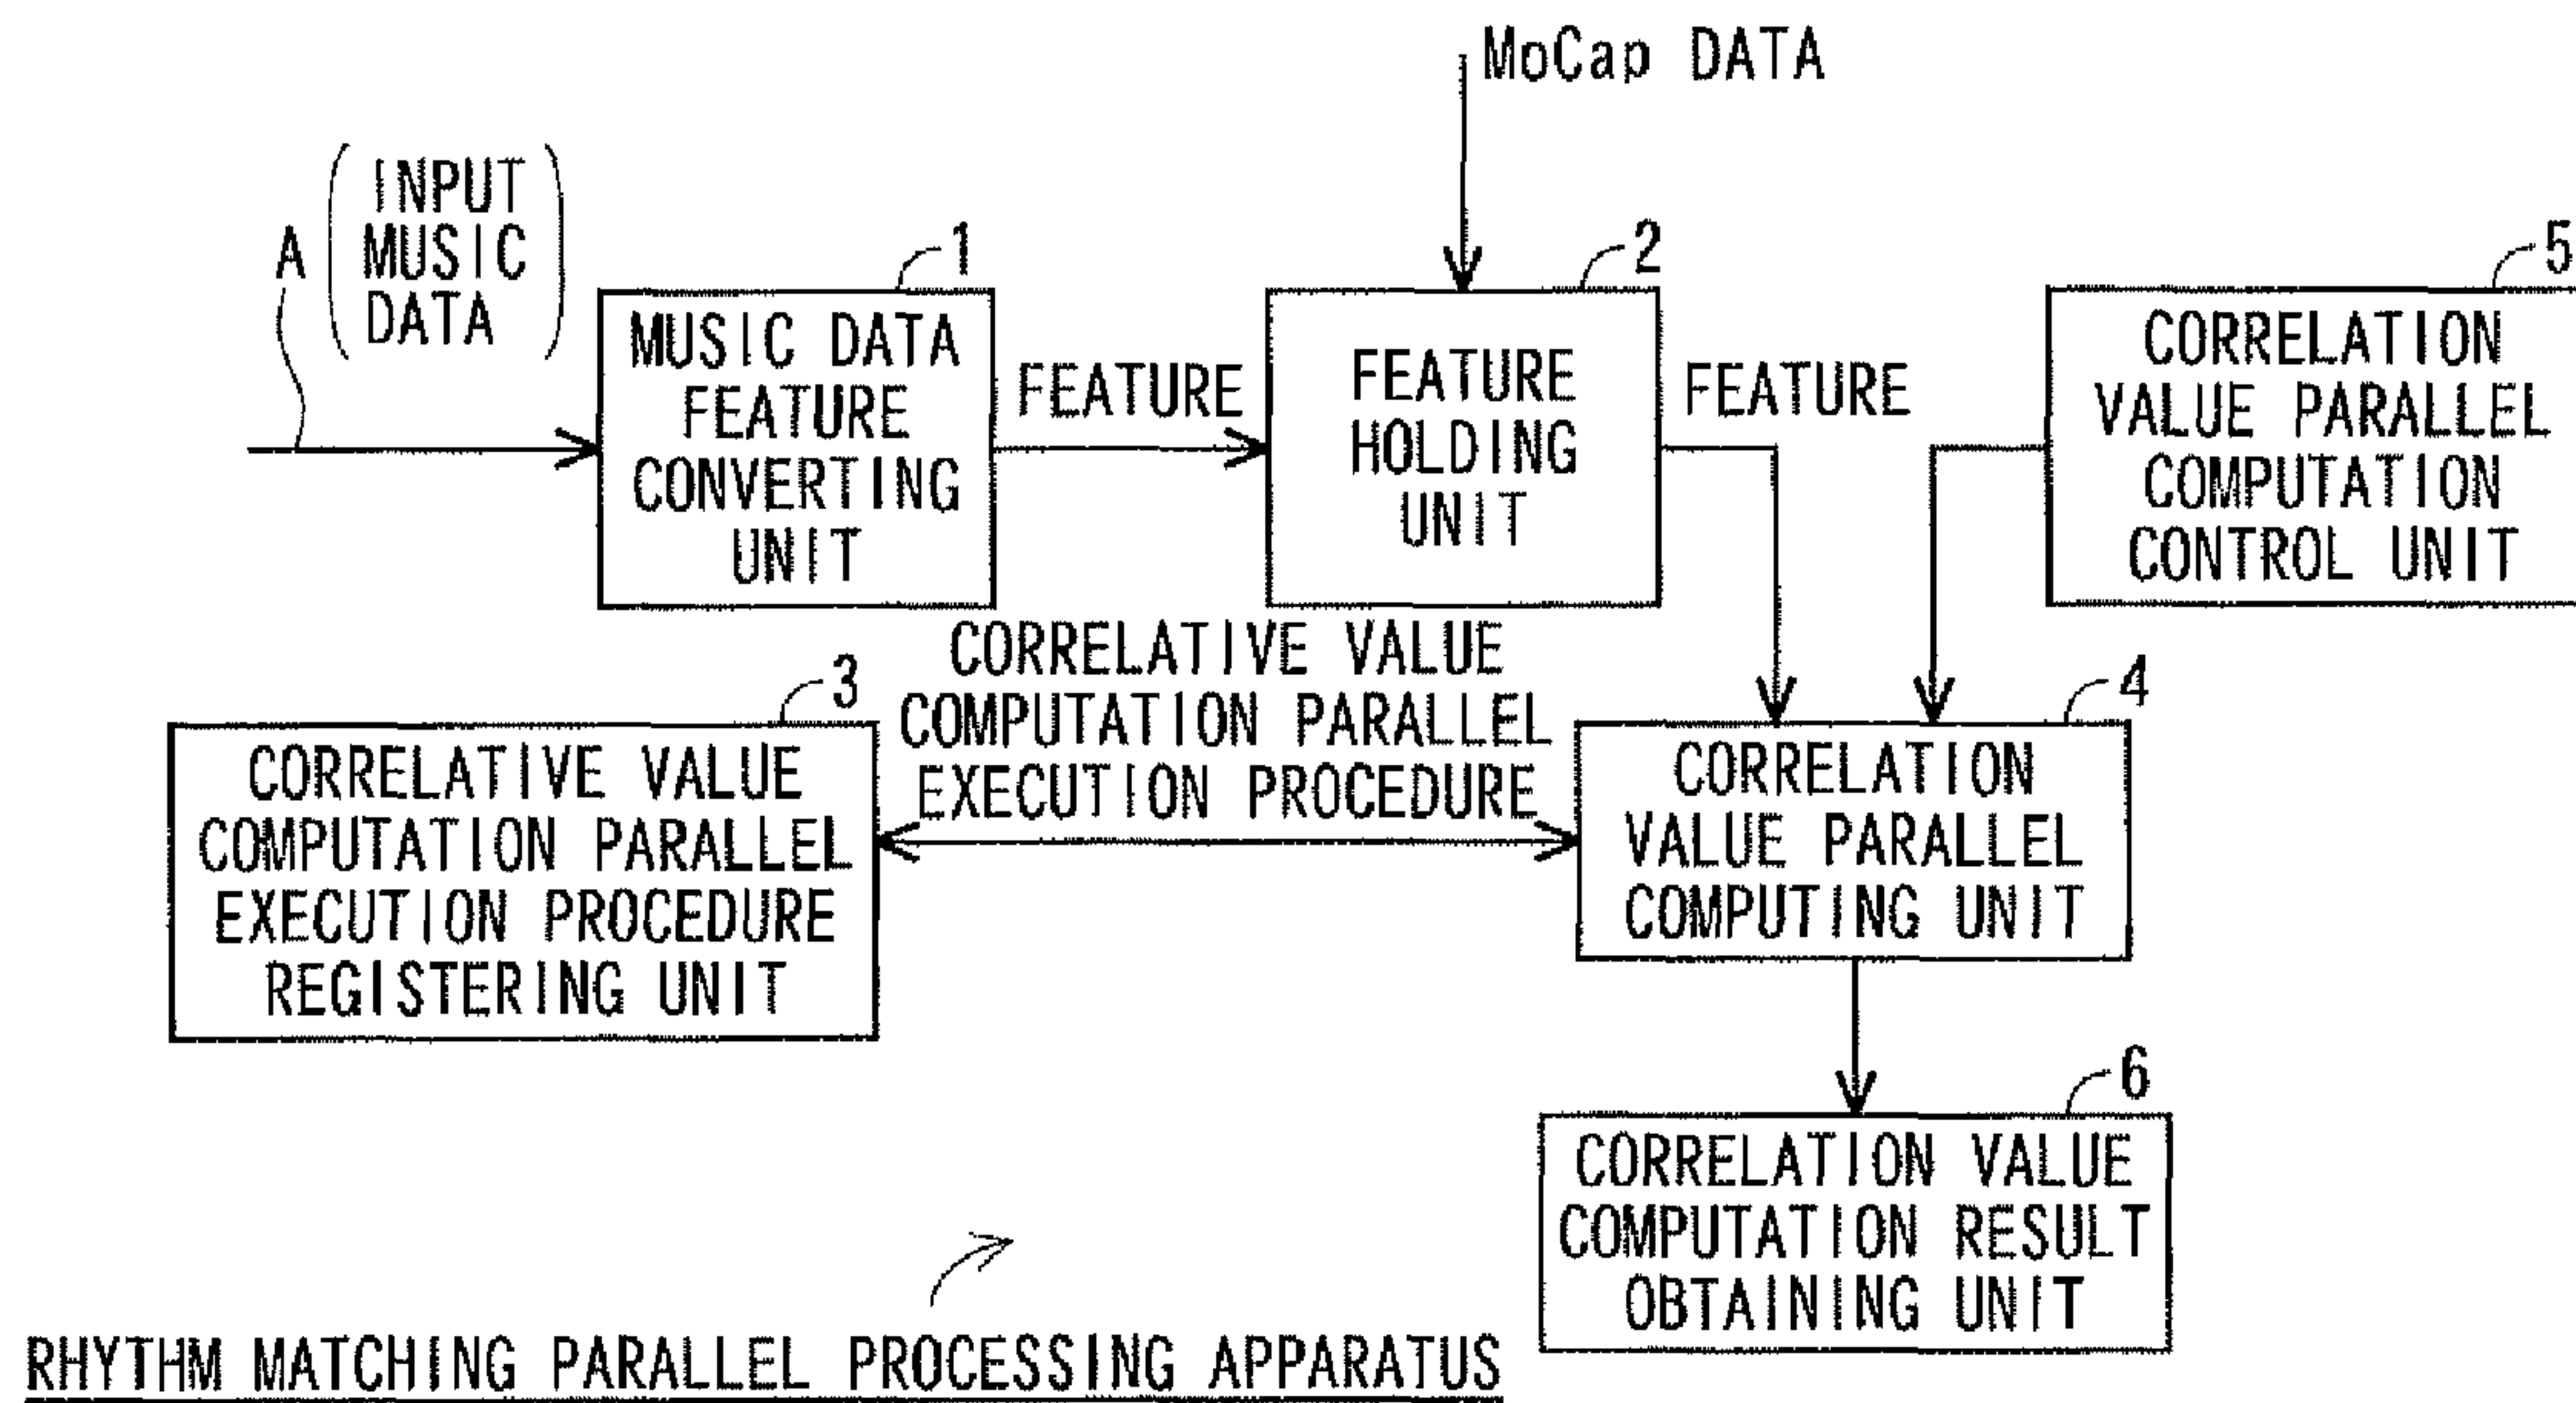 MoCap DATA
A
INPUT
MUSIC
DATA
1
MUSIC DATA
FEATURE
CONVERTING
UNIT
FEATURE
2
FEATURE
HOLDING
UNIT
FEATURE
5
CORRELATION
VALUE PARALLEL
COMPUTATION
CONTROL UNIT
3
CORRELATIVE VALUE
COMPUTATION PARALLEL
EXECUTION PROCEDURE
REGISTERING UNIT
CORRELATIVE VALUE
COMPUTATION PARALLEL
EXECUTION PROCEDURE
4
CORRELATION
VALUE PARALLEL
COMPUTING UNIT
6
CORRELATION VALUE
COMPUTATION RESULT
OBTAINING UNIT
RHYTHM MATCHING PARALLEL PROCESSING APPARATUS